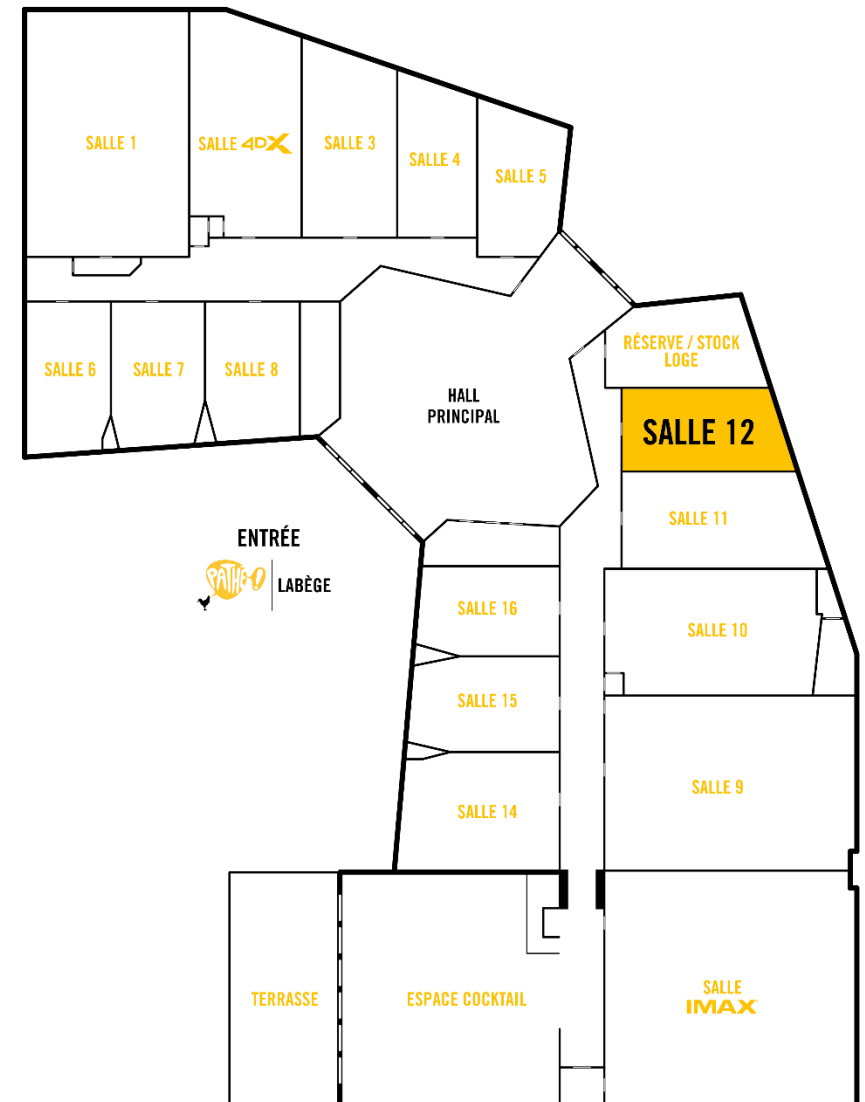 SALLE 1
SALLE 4DX
SALLE 3
SALLE 4
SALLE 5
SALLE 6
SALLE 7
SALLE 8
HALL
PRINCIPAL
RÉSERVE / STOCK
LOGE
SALLE 12
SALLE 11
ENTRÉE
PATHÉ
LABÈGE
SALLE 16
SALLE 10
SALLE 15
SALLE 9
SALLE 14
TERRASSE
ESPACE COCKTAIL
SALLE
IMAX